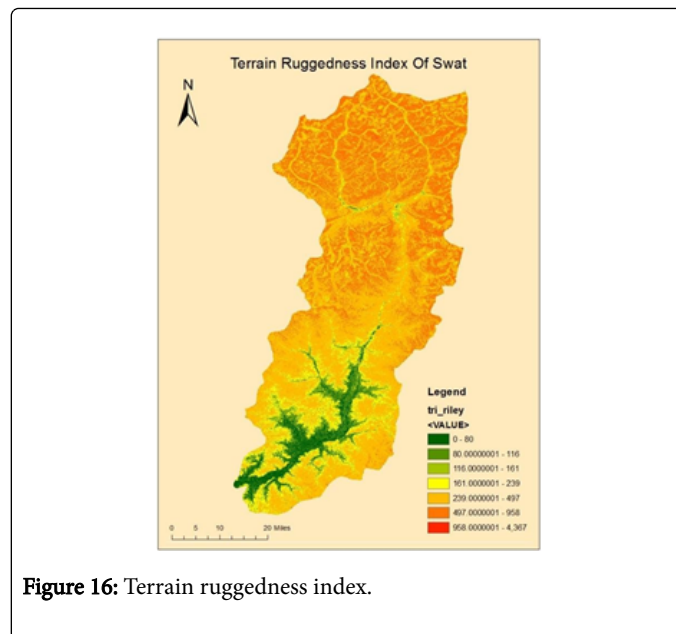 Terrain Ruggedness Index Of Swat
N
Legend
tri_riley
<VALUE>
0 - 80
80.00000001 - 116
116.0000001 - 161
161.0000001 - 239
239.0000001 - 497
497.0000001 - 958
958.0000001 - 4,367
0 5 10 20 Miles
Figure 16: Terrain ruggedness index.